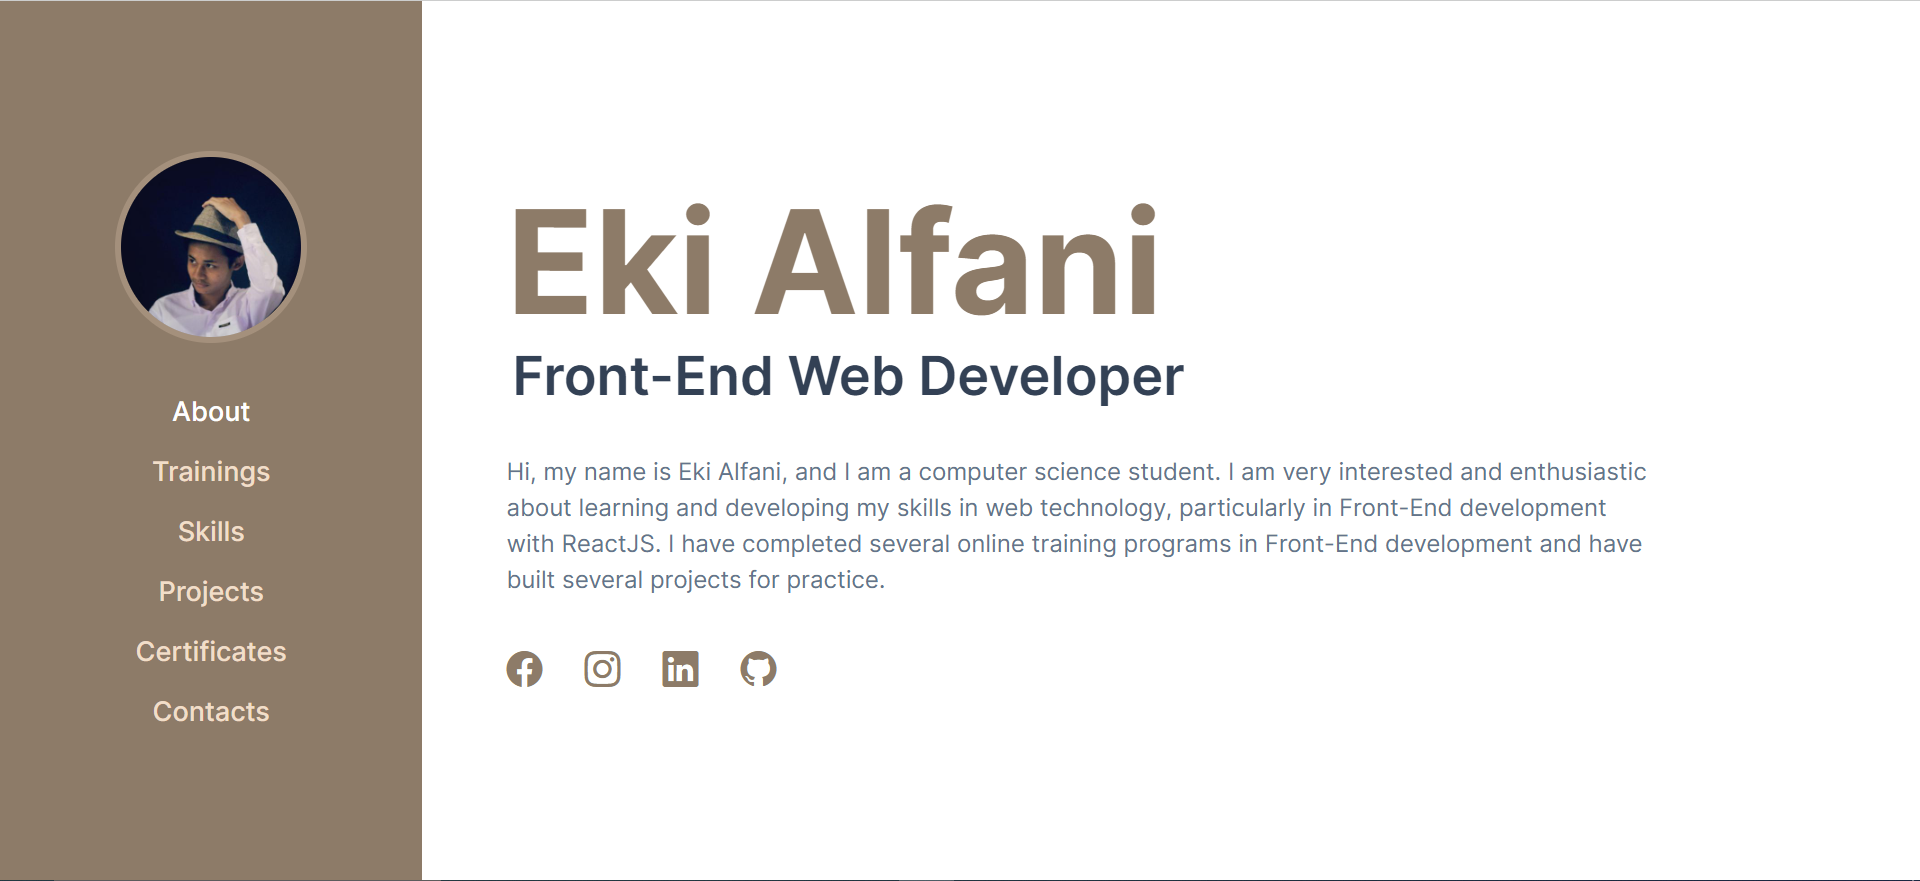 About
Trainings
Skills
Projects
Certificates
Contacts
Eki Alfani
Front-End Web Developer
Hi, my name is Eki Alfani, and I am a computer science student. I am very interested and enthusiastic
about learning and developing my skills in web technology, particularly in Front-End development
with ReactJS. I have completed several online training programs in Front-End development and have
built several projects for practice.
in